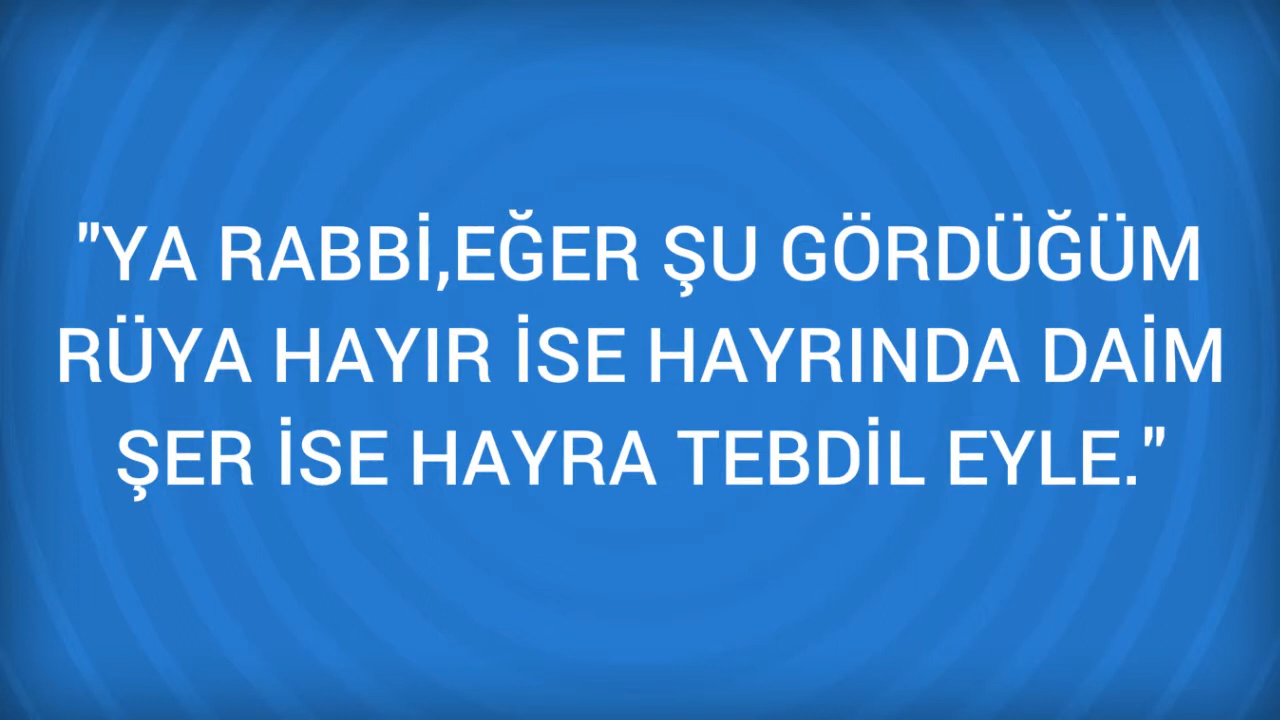 "YA RABBİ,EĞER ŞU GÖRDÜĞÜM
RÜYA HAYIR İSE HAYRINDA DAİM
ŞER İSE HAYRA TEBDİL EYLE."